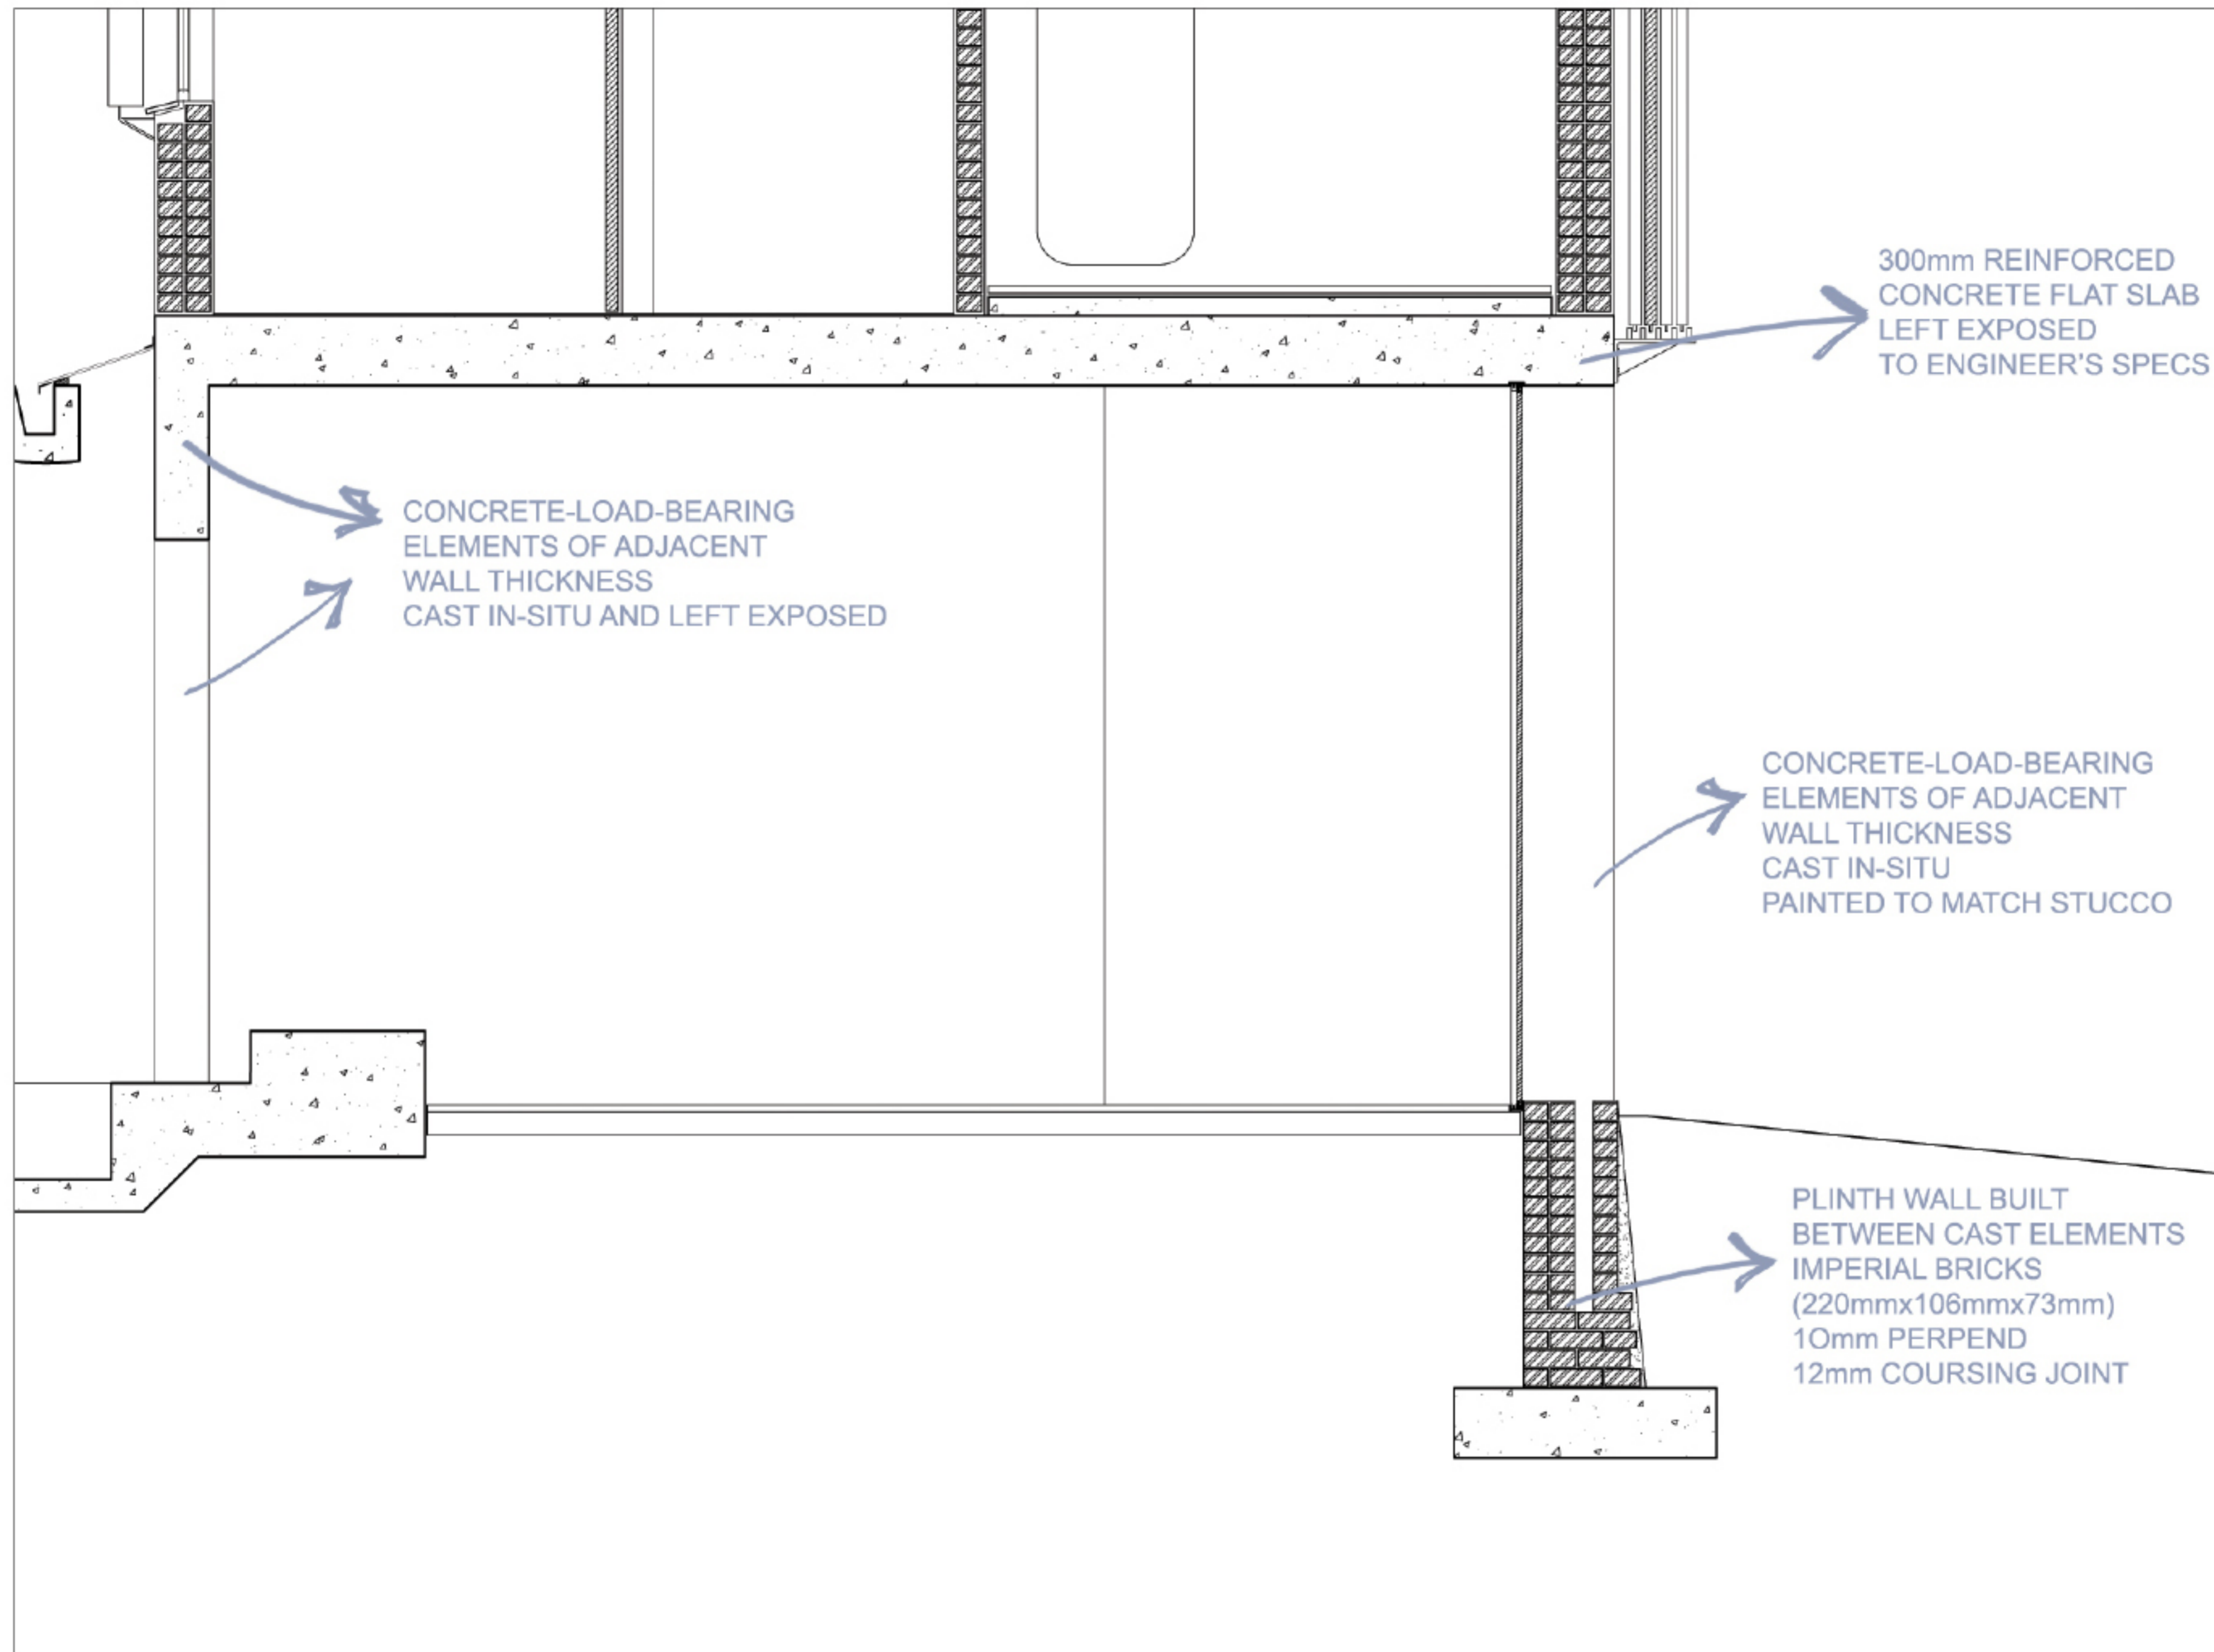 300mm REINFORCED
CONCRETE FLAT SLAB
LEFT EXPOSED
TO ENGINEER'S SPECS
CONCRETE-LOAD-BEARING
ELEMENTS OF ADJACENT
WALL THICKNESS
CAST IN-SITU AND LEFT EXPOSED
CONCRETE-LOAD-BEARING
ELEMENTS OF ADJACENT
WALL THICKNESS
CAST IN-SITU
PAINTED TO MATCH STUCCO
PLINTH WALL BUILT
BETWEEN CAST ELEMENTS
IMPERIAL BRICKS
(220mmx106mmx73mm)
1Omm PERPEND
12mm COURSING JOINT